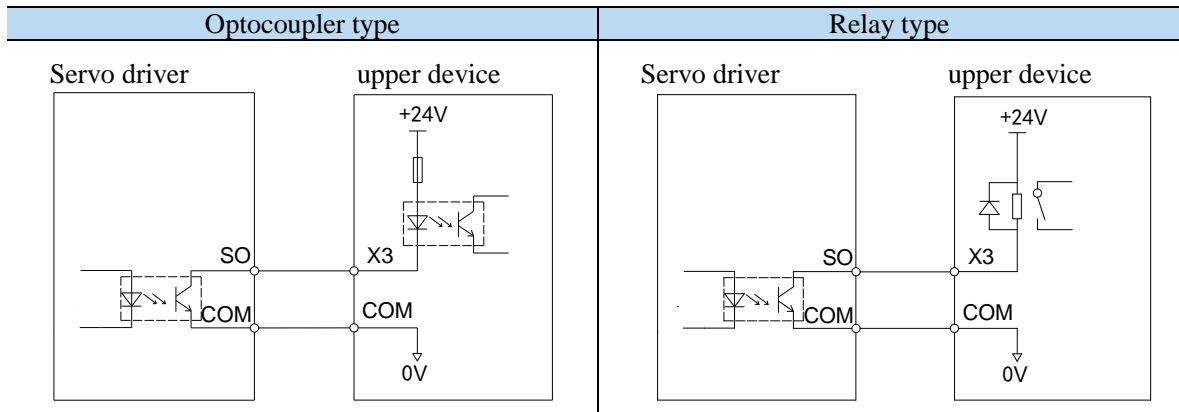 Optocoupler type
Relay type
Servo driver
upper device
+24V
SO
X3
COM
COM
0V
Servo driver
upper device
+24V
SO
X3
COM
COM
0V